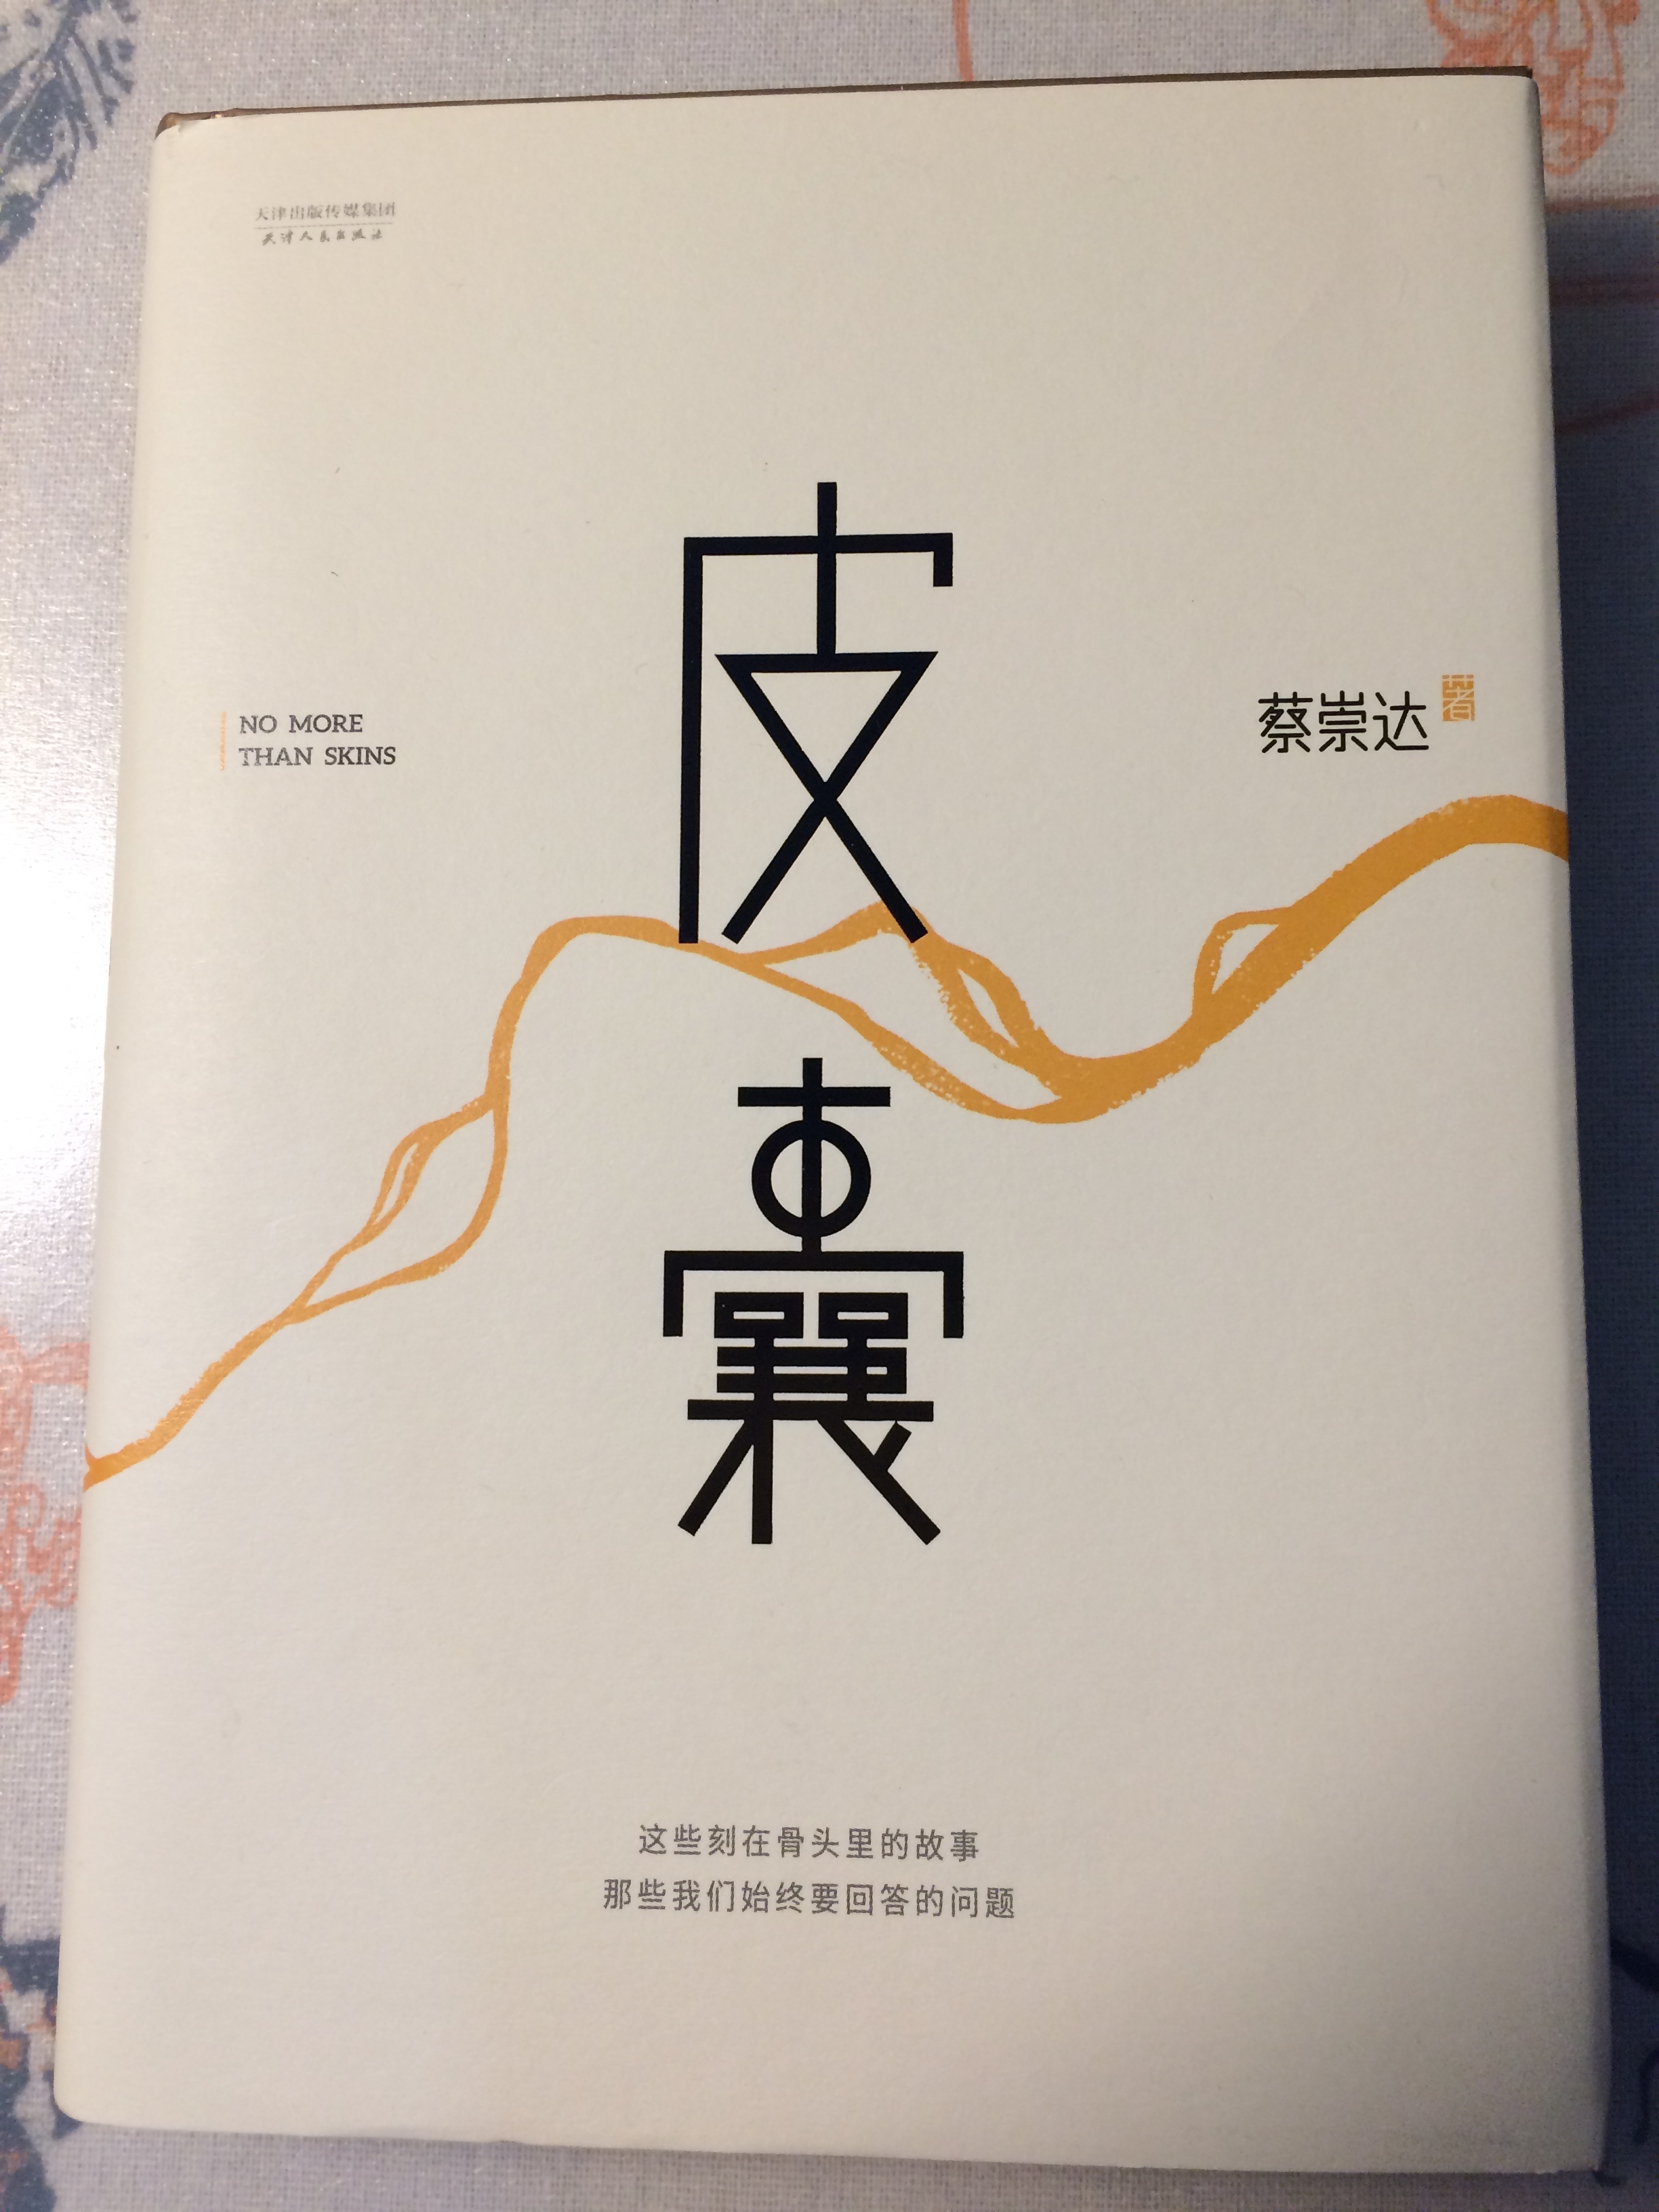 天津出版传媒集团
天津人民出版社
皮囊
NO MORE
THAN SKINS
蔡崇达 著
这些刻在骨头里的故事
那些我们始终要回答的问题